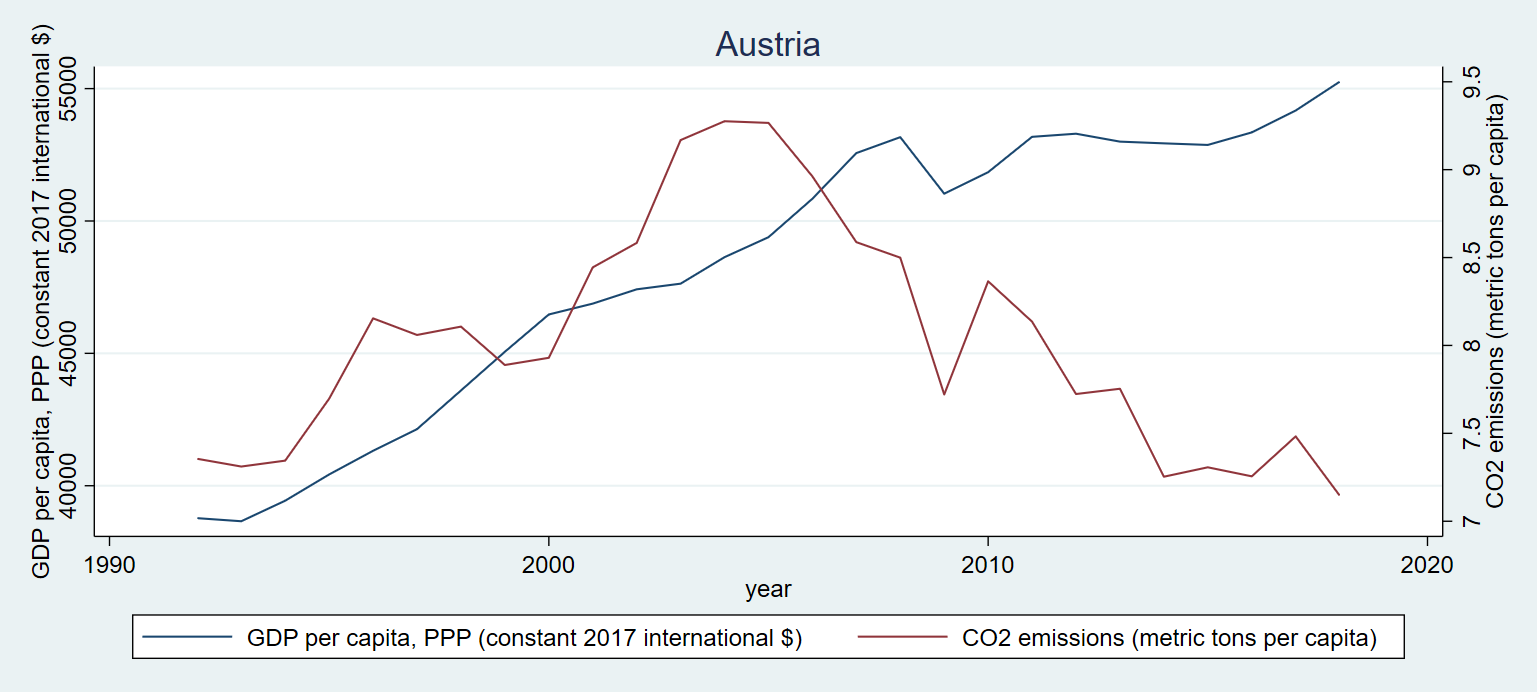 Austria
GDP per capita, PPP (constant 2017 international $)
55000
50000
45000
40000
9.5
9
8.5
8
7.5
7
CO2 emissions (metric tons per capita)
1990 2000 2010 2020
year
GDP per capita, PPP (constant 2017 international $) CO2 emissions (metric tons per capita)